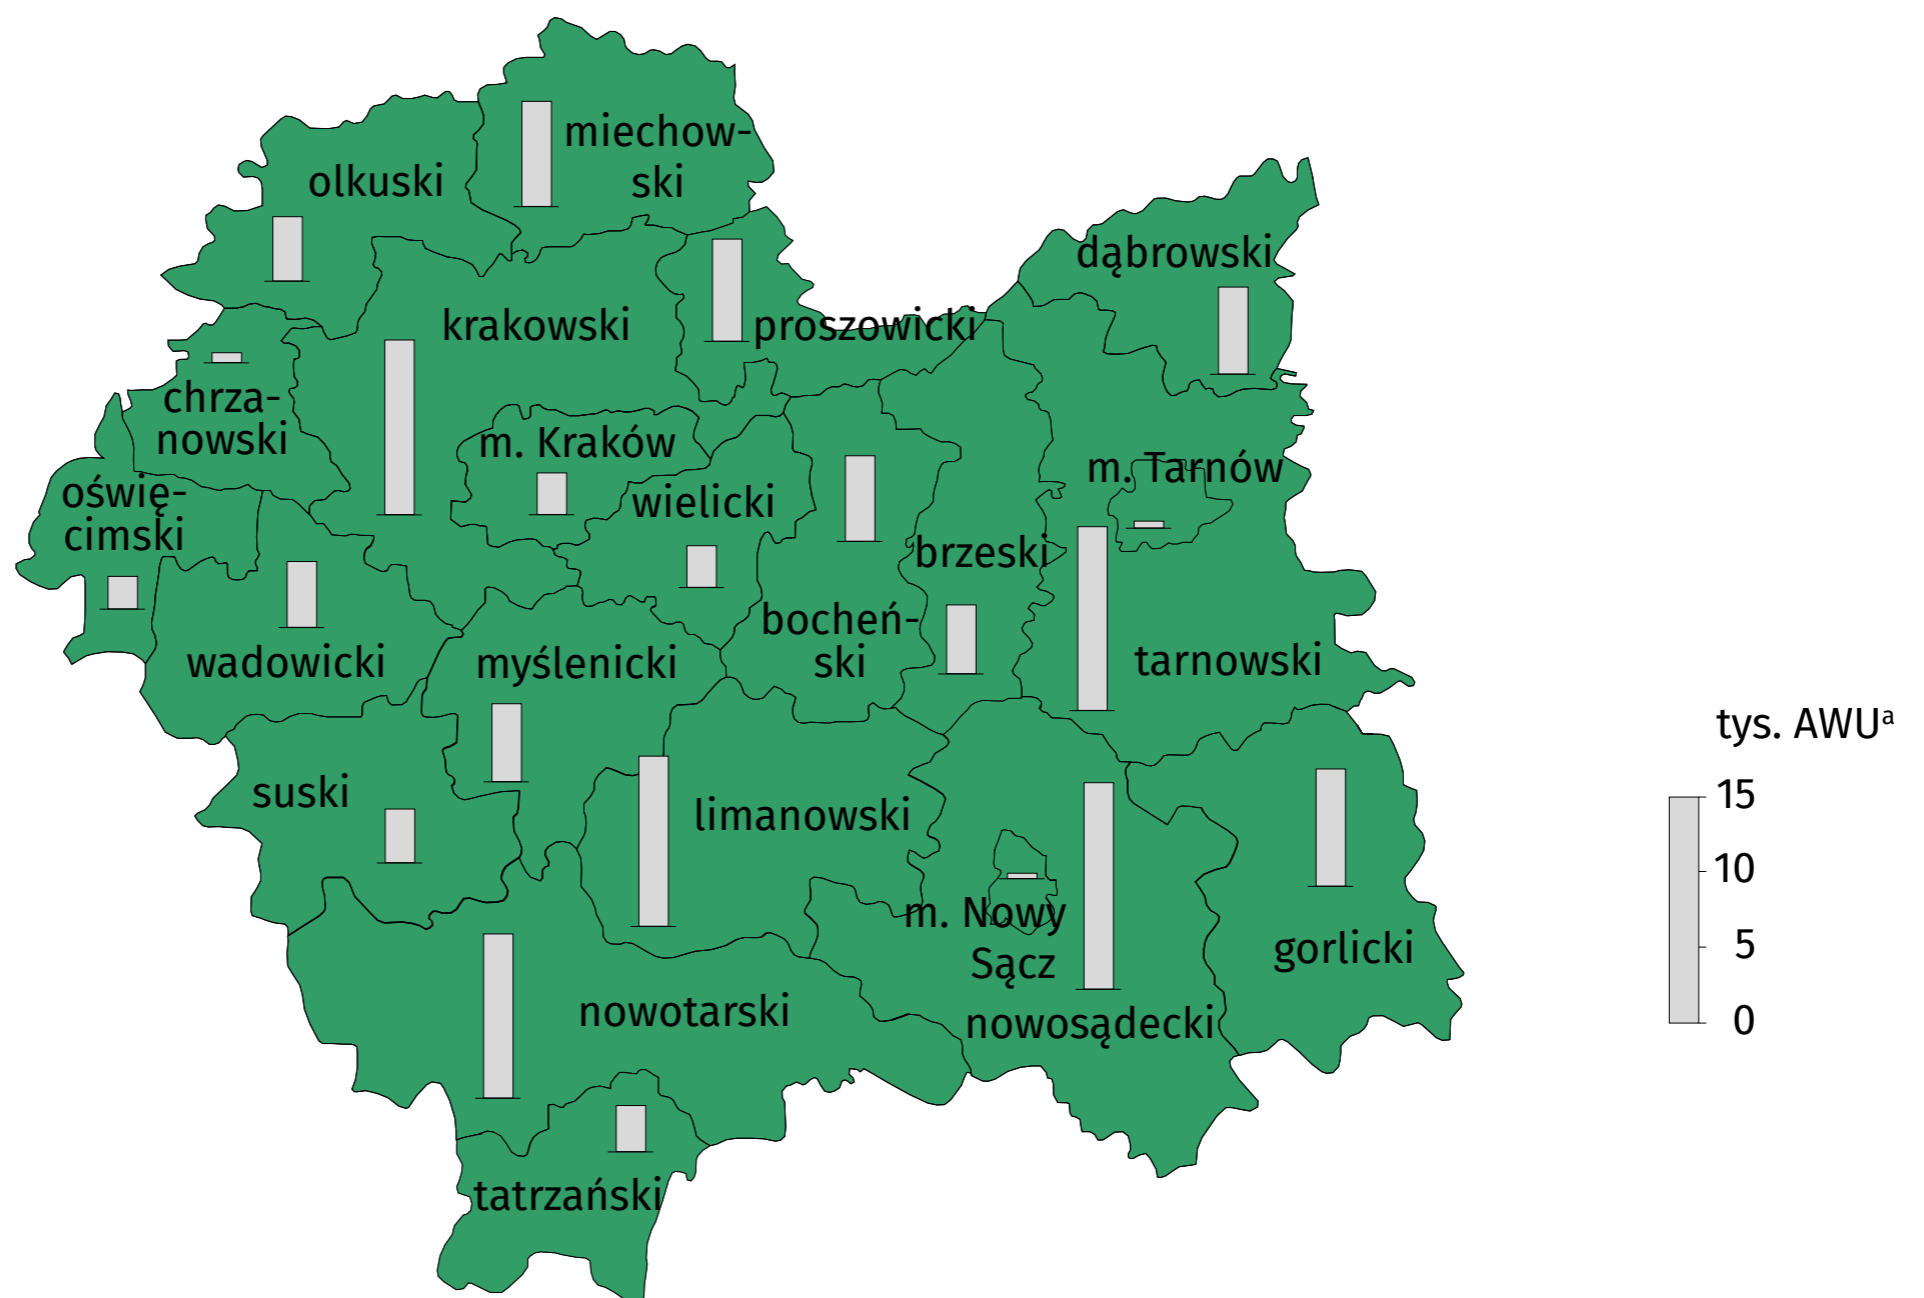 miechow-
ski
olkuski
dąbrowski
krakowski
proszowicki
chrza-
nowski
m. Kraków
m. Tarnów
oświę-
cimski
wielicki
brzeski
bocheń-
ski
wadowicki
myślenicki
tarnowski
suski
limanowski
m. Nowy
Sącz
gorlicki
nowotarski
nowosądecki
tatrzański
tys. AWUᵃ
15
10
5
0